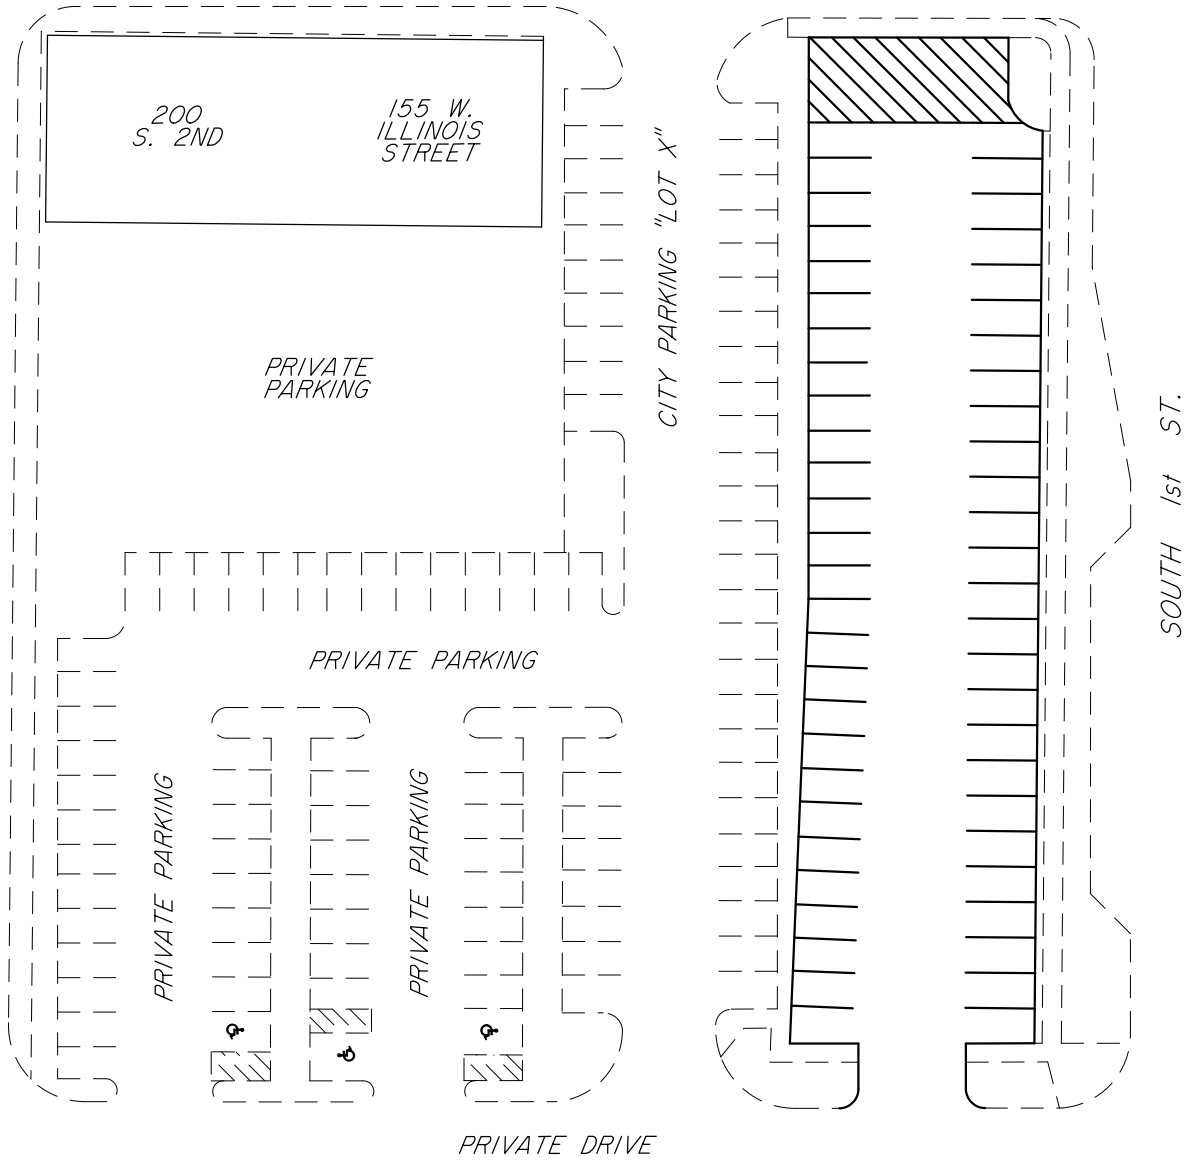 200
S. 2ND
155 W.
ILLINOIS
STREET
CITY PARKING "LOT X"
PRIVATE
PARKING
SOUTH 1st ST.
PRIVATE PARKING
PRIVATE PARKING
PRIVATE PARKING
PRIVATE DRIVE